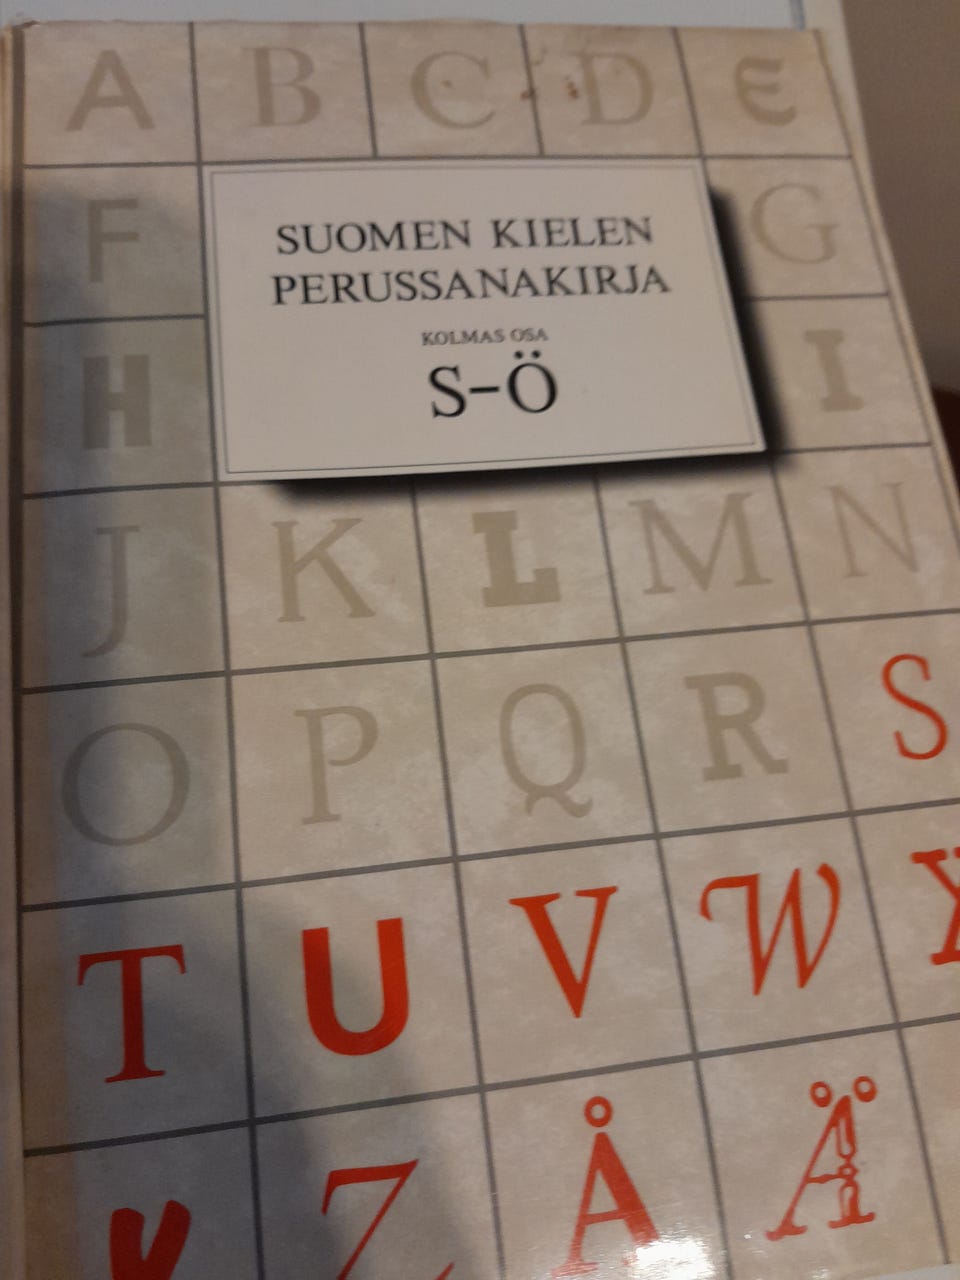 A B C D E
F G
SUOMEN KIELEN
PERUSSANAKIRJA
KOLMAS OSA
S-Ö
H I
J K L M N
O P Q R S
T U V W X
Y Z Å Ä